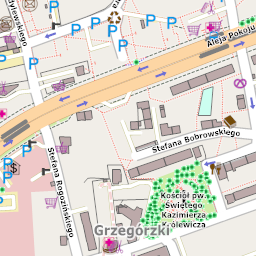 Aleja Pokoju
Stefana Bobrowskiego
Stefana Rogozińskiego
Kościół pw.
Świętego
Kazimierza
Królewicza
Grzegórzki
P
P
P
P
P
P
P
P
P
P
P